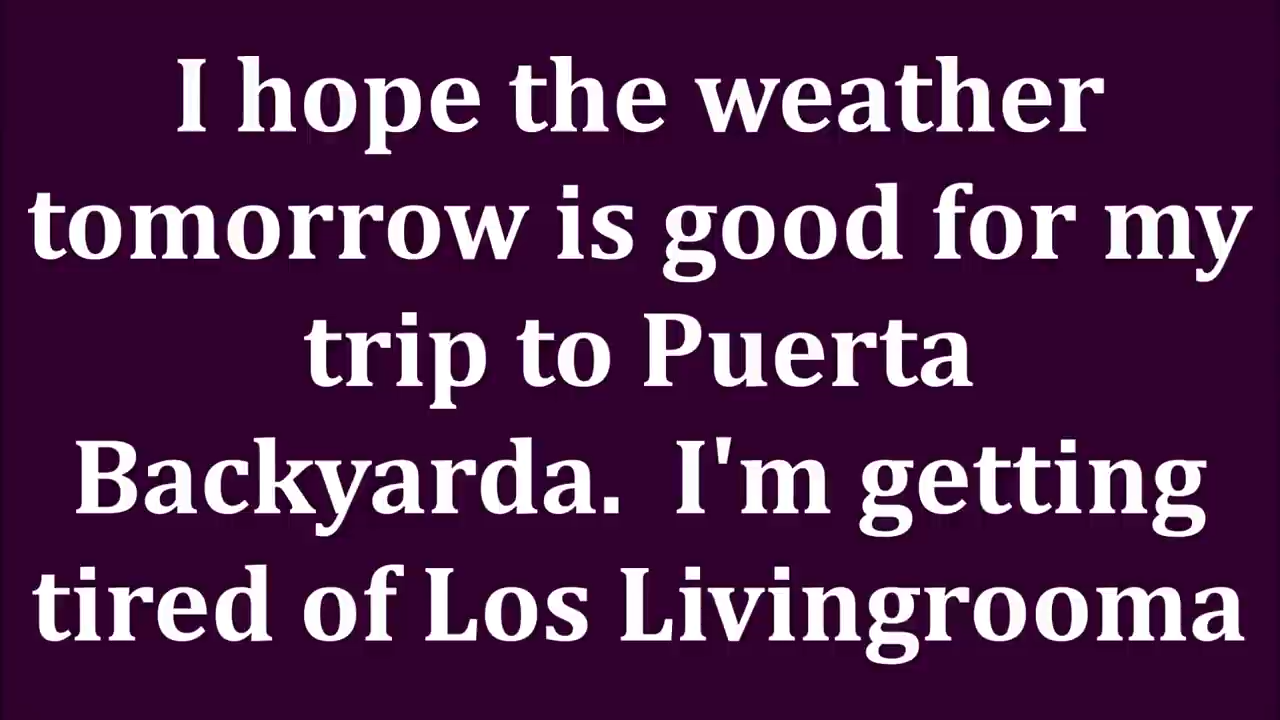 I hope the weather
tomorrow is good for my
trip to Puerta
Backyarda.  I'm getting
tired of Los Livingrooma